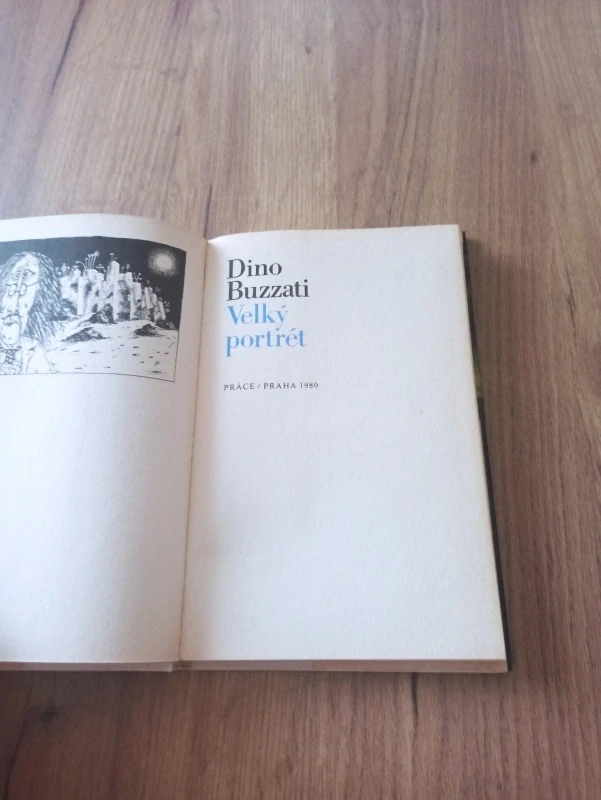 Dino
Buzzati
Velký
portrét
PRÁCE / PRAHA 1980